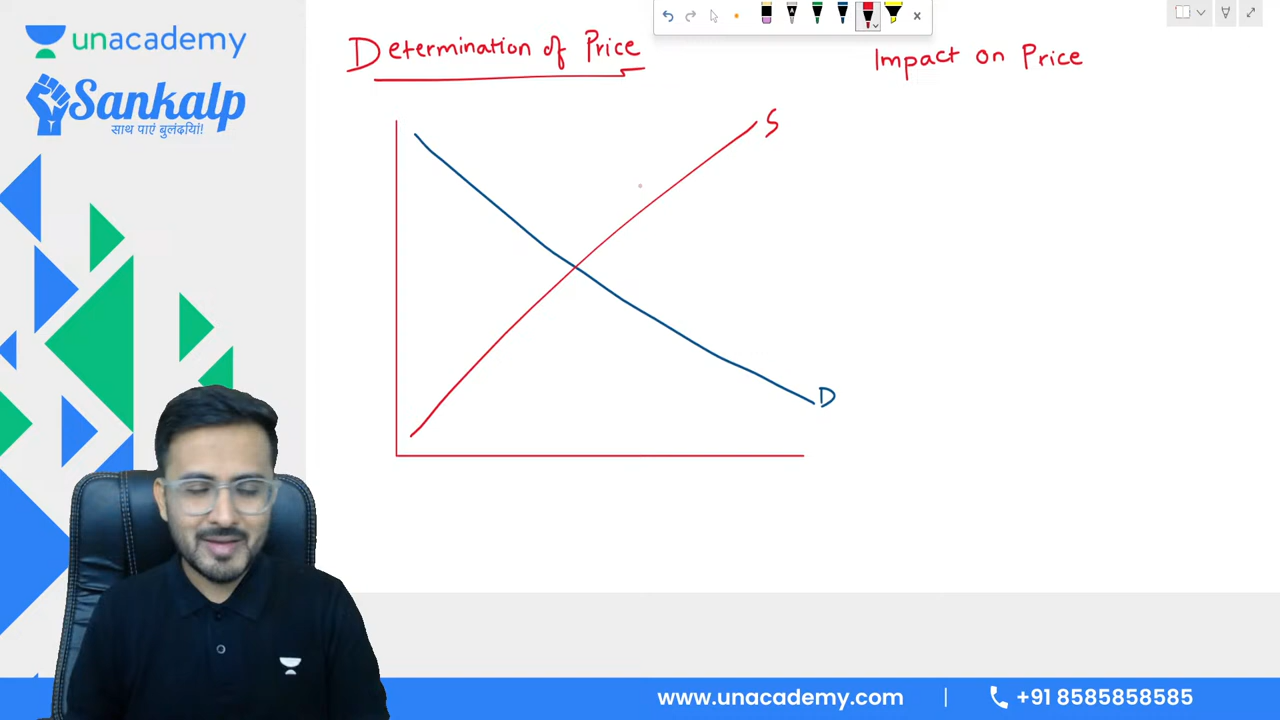 unacademy
Sankalp
साथ पाएं बुलंदियां!
Determination of Price
Impact on Price
S
D
www.unacademy.com | +91 8585858585